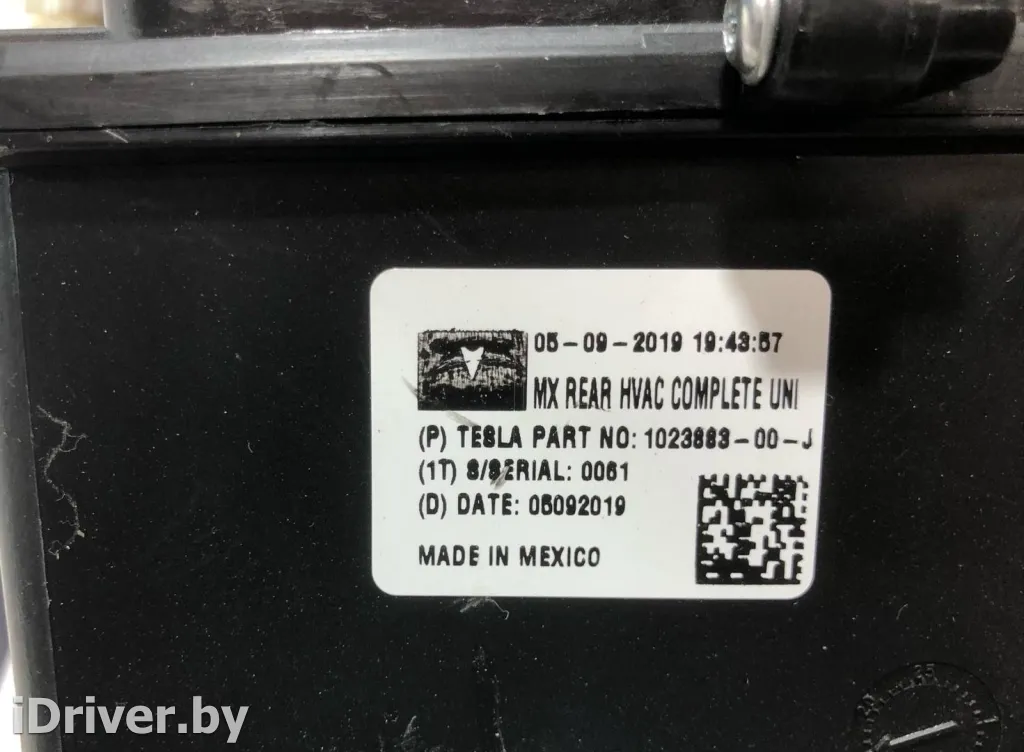 05-09-2019 19:43:57
MX REAR HVAC COMPLETE UNI
(P) TESLA PART NO: 1023883-00-J
(1T) S/SERIAL: 0061
(D) DATE: 05092019
MADE IN MEXICO
iDriver.by